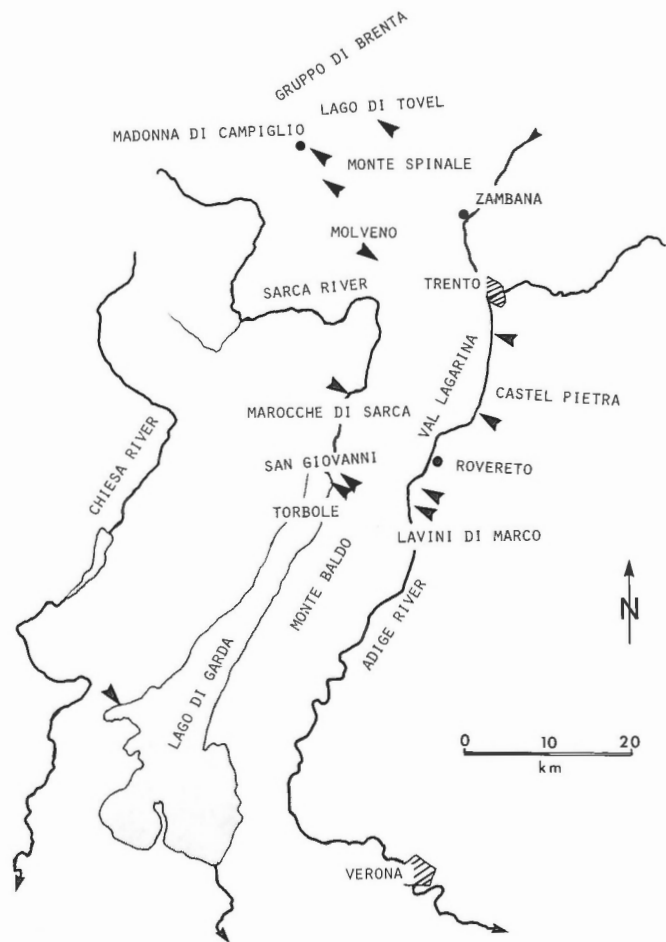 GRUPPO DI BRENTA
LAGO DI TOVEL
MADONNA DI CAMPIGLIO
MONTE SPINALE
ZAMBANA
MOLVENO
TRENTO
SARCA RIVER
VAL LAGARINA
CASTEL PIETRA
MAROCCHE DI SARCA
SAN GIOVANNI
ROVERETO
CHIESA RIVER
TORBOLE
LAVINI DI MARCO
MONTE BALDO
ADIGE RIVER
N
LAGO DI GARDA
0 10 20
km
VERONA